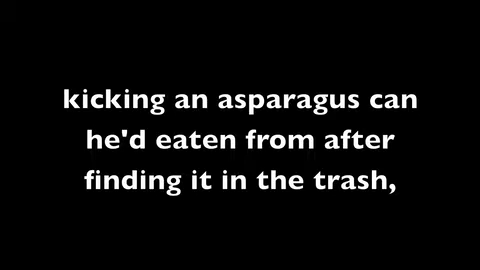 kicking an asparagus can
he'd eaten from after
finding it in the trash,